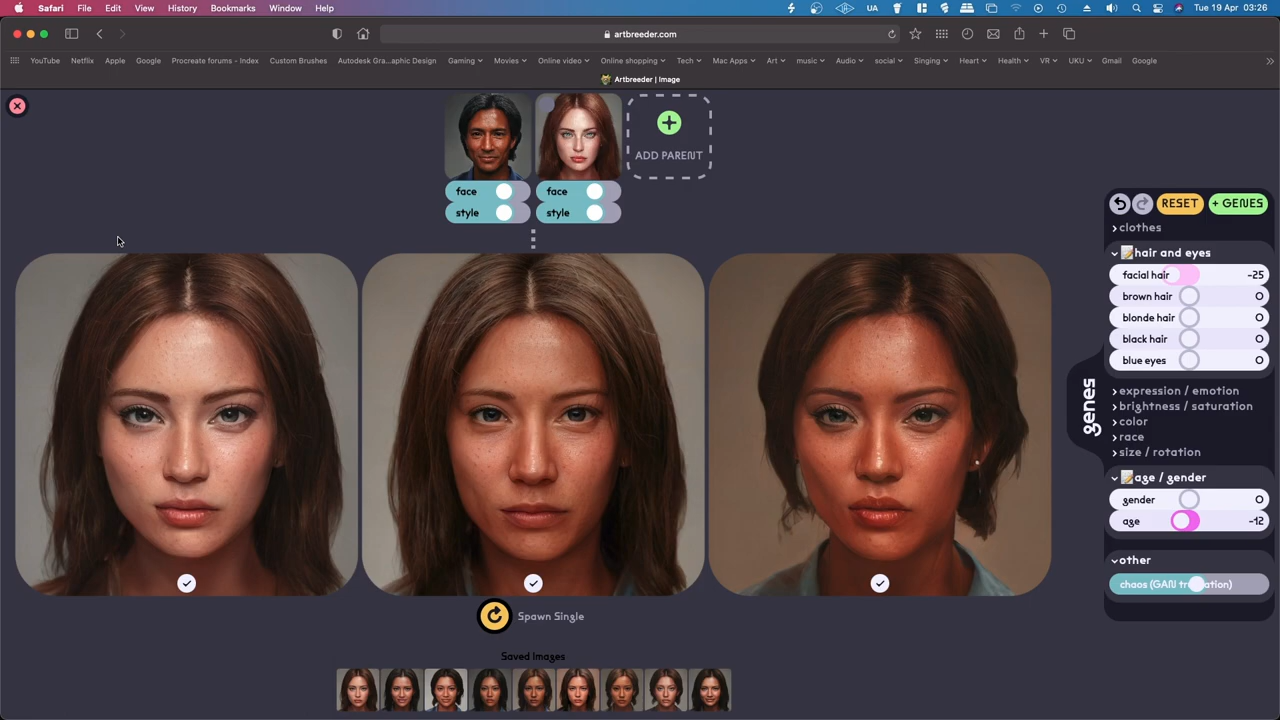 Safari File Edit View History Bookmarks Window Help UA Tue 19 Apr 03:26
artbreeder.com
YouTube Netflix Apple Google Procreate forums - Index Custom Brushes Autodesk Gra...aphic Design Gaming Movies Online video Online shopping Tech Mac Apps Art music Audio social Singing Heart Health VR UKU Gmail Google
Artbreeder | Image
ADD PARENT
face face
style style
RESET + GENES
clothes
hair and eyes
facial hair -25
brown hair 0
blonde hair 0
black hair 0
blue eyes 0
genes
expression / emotion
brightness / saturation
color
race
size / rotation
age / gender
gender 0
age -12
other
chaos (GAN tr ation)
Spawn Single
Saved Images